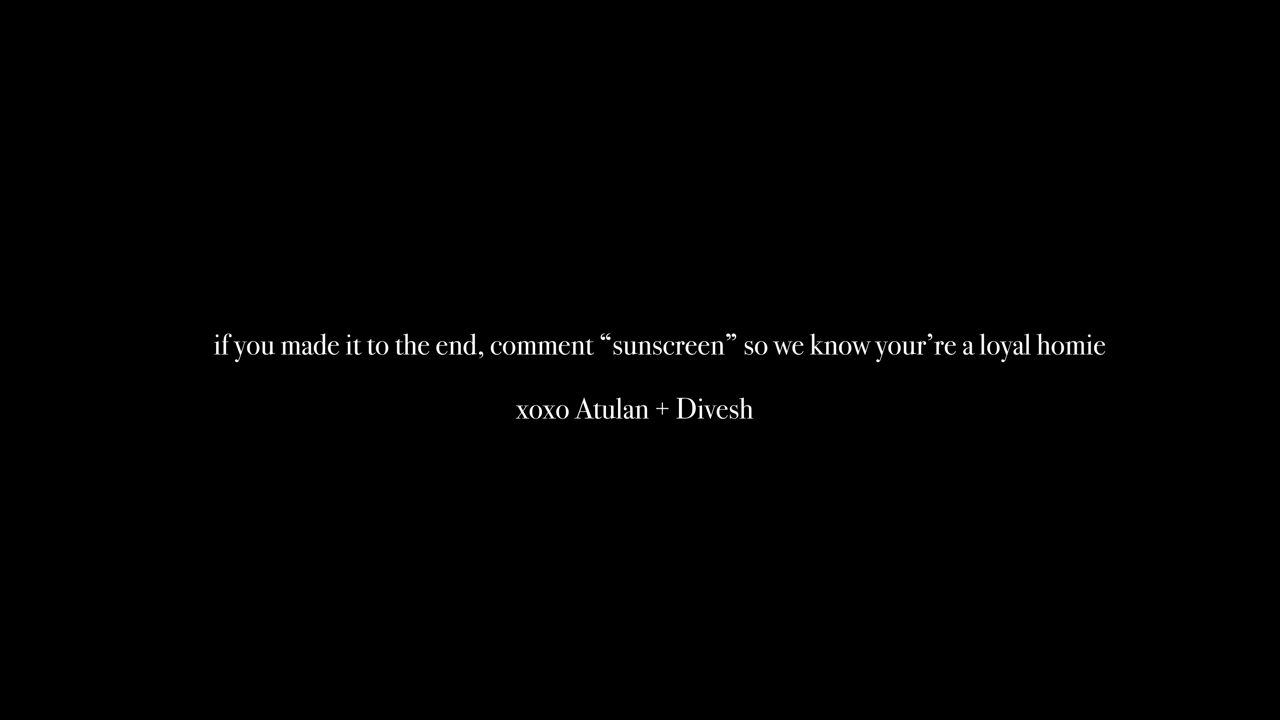 if you made it to the end, comment “sunscreen” so we know your’re a loyal homie
xoxo Atulan + Divesh